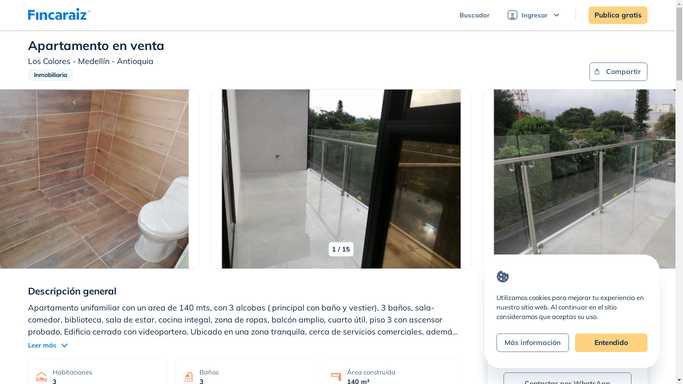 Fincaraiz
Buscador
Ingresar
Publica gratis
Apartamento en venta
Los Colores - Medellín - Antioquia
Inmobiliaria
Compartir
1 / 15
Descripción general
Apartamento unifamiliar con un area de 140 mts, con 3 alcobas ( principal con baño y vestier), 3 baños, sala-
comedor, biblioteca, sala de estar, cocina integal, zona de ropas, balcón amplio, cuarto útil, piso 3 con ascensor
probado. Edificio cerrado con videoportero. Ubicado en una zona tranquila, cerca de servicios comerciales, ademá...
Leer más
Habitaciones
3
Baños
3
Área construida
140 m²
Utilizamos cookies para mejorar tu experiencia en
nuestro sitio web. Al continuar en el sitio
consideramos que aceptas su uso.
Más información
Entendido
Contactar por WhatsApp